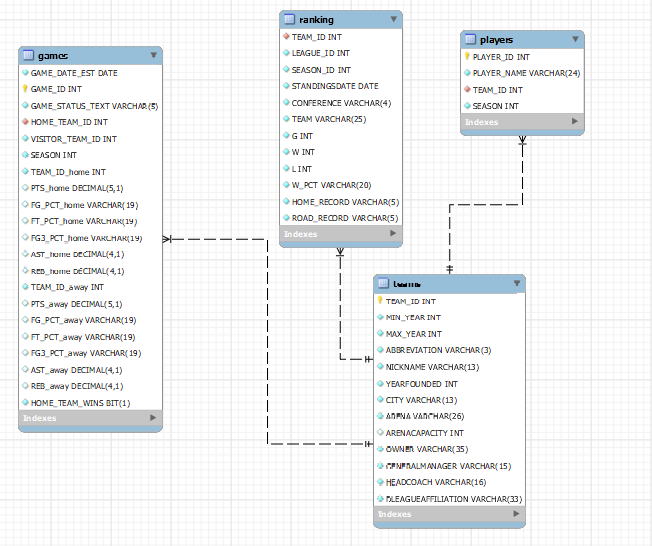 games
GAME_DATE_EST DATE
GAME_ID INT
GAME_STATUS_TEXT VARCHAR(5)
HOME_TEAM_ID INT
VISITOR_TEAM_ID INT
SEASON INT
TEAM_ID_home INT
PTS_home DECIMAL(5,1)
FG_PCT_home VARCHAR(19)
FT_PCT_home VARCHAR(19)
FG3_PCT_home VARCHAR(19)
AST_home DECIMAL(4,1)
REB_home DECIMAL(4,1)
TEAM_ID_away INT
PTS_away DECIMAL(5,1)
FG_PCT_away VARCHAR(19)
FT_PCT_away VARCHAR(19)
FG3_PCT_away VARCHAR(19)
AST_away DECIMAL(4,1)
REB_away DECIMAL(4,1)
HOME_TEAM_WINS BIT(1)
Indexes
ranking
TEAM_ID INT
LEAGUE_ID INT
SEASON_ID INT
STANDINGSDATE DATE
CONFERENCE VARCHAR(4)
TEAM VARCHAR(25)
G INT
W INT
L INT
W_PCT VARCHAR(20)
HOME_RECORD VARCHAR(5)
ROAD_RECORD VARCHAR(5)
Indexes
players
PLAYER_ID INT
PLAYER_NAME VARCHAR(24)
TEAM_ID INT
SEASON INT
Indexes
teams
TEAM_ID INT
MIN_YEAR INT
MAX_YEAR INT
ABBREVIATION VARCHAR(3)
NICKNAME VARCHAR(13)
YEARFOUNDED INT
CITY VARCHAR(13)
ARENA VARCHAR(26)
ARENACAPACITY INT
OWNER VARCHAR(35)
GENERALMANAGER VARCHAR(15)
HEADCOACH VARCHAR(16)
DLEAGUEAFFILIATION VARCHAR(33)
Indexes